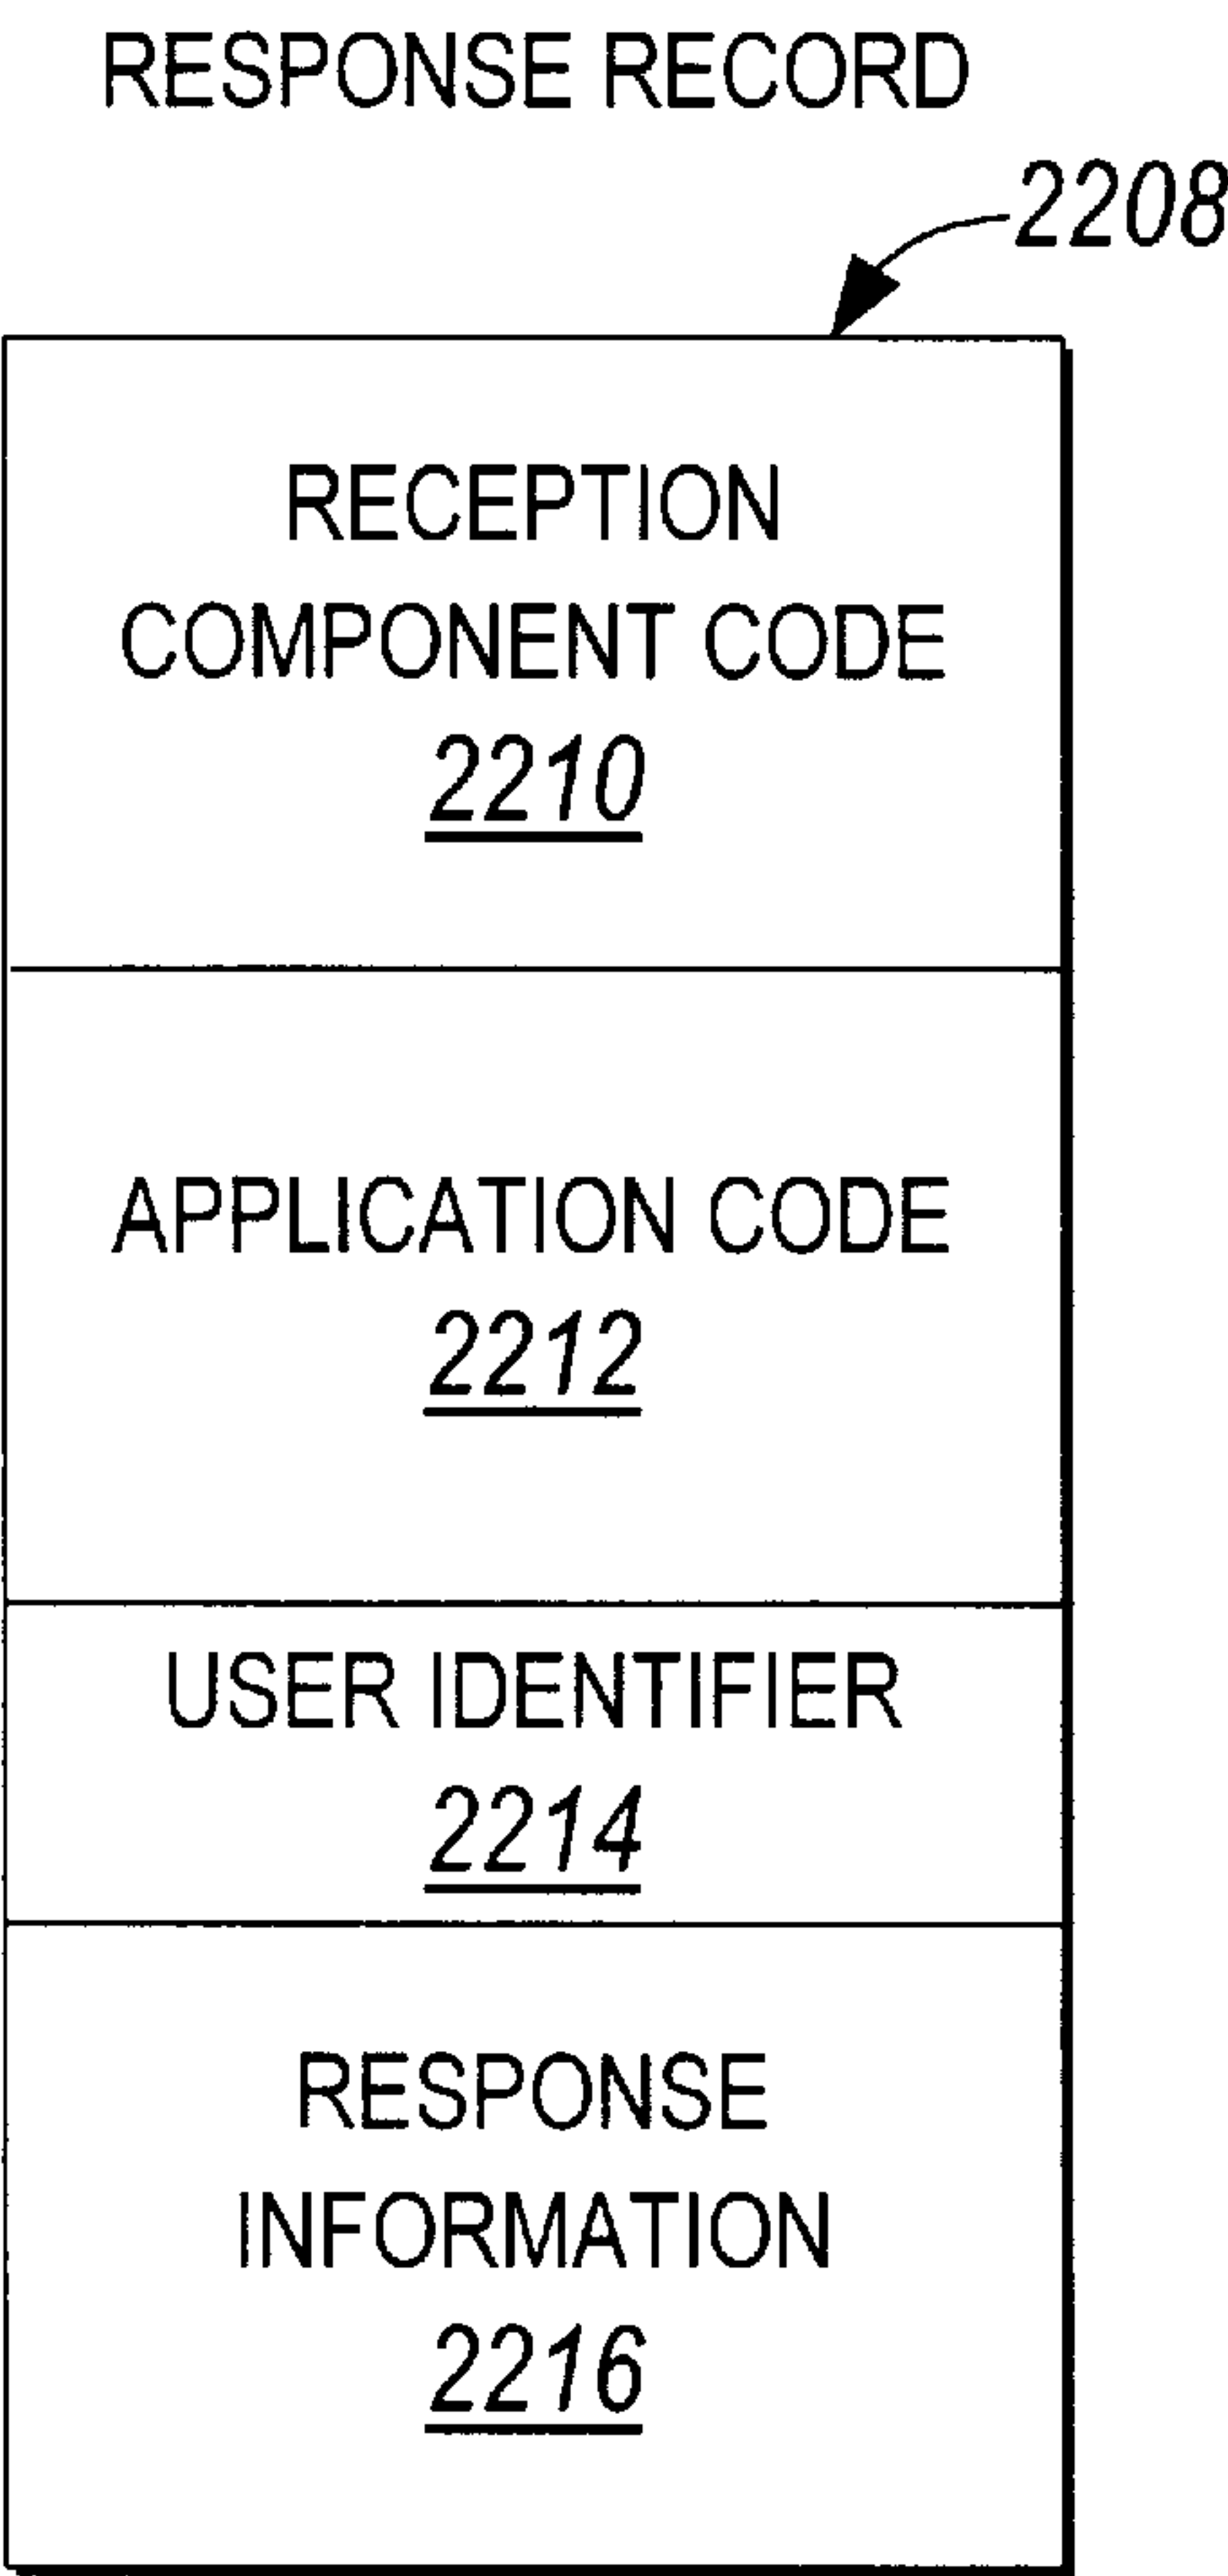 RESPONSE RECORD
2208
RECEPTION
COMPONENT CODE
2210
APPLICATION CODE
2212
USER IDENTIFIER
2214
RESPONSE
INFORMATION
2216